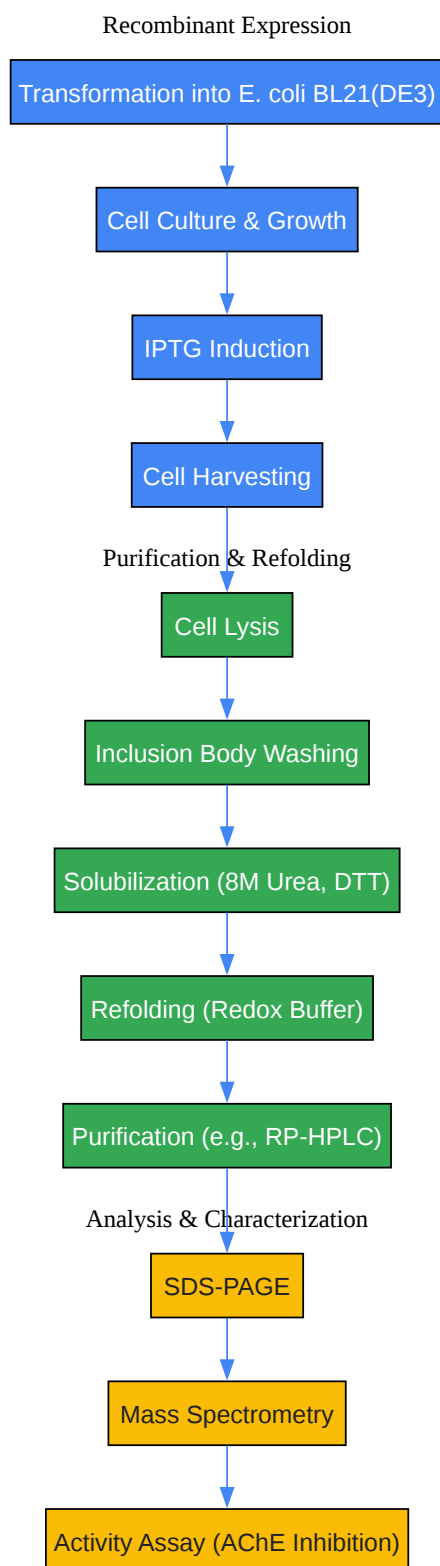 Recombinant Expression
Transformation into E. coli BL21(DE3)
Cell Culture & Growth
IPTG Induction
Cell Harvesting
Purification & Refolding
Cell Lysis
Inclusion Body Washing
Solubilization (8M Urea, DTT)
Refolding (Redox Buffer)
Purification (e.g., RP-HPLC)
Analysis & Characterization
SDS-PAGE
Mass Spectrometry
Activity Assay (AChE Inhibition)